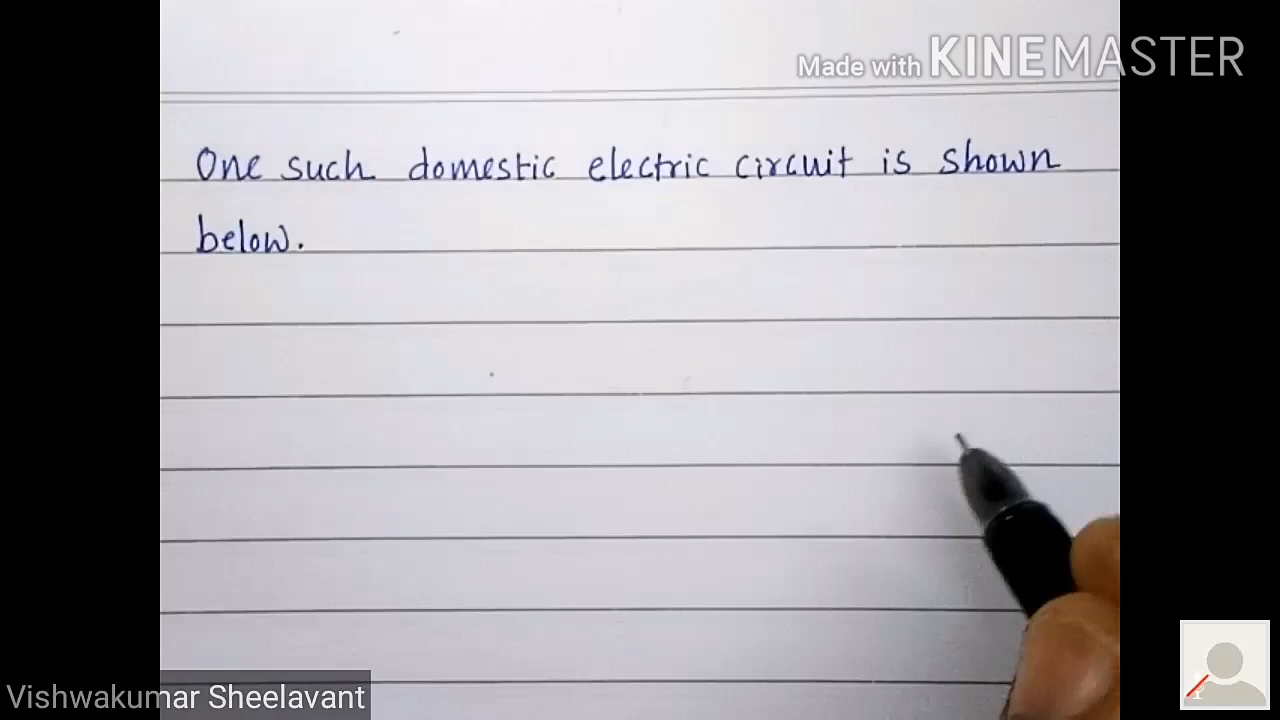 Made with KINEMASTER
One such domestic electric circuit is shown
below.
Vishwakumar Sheelavant